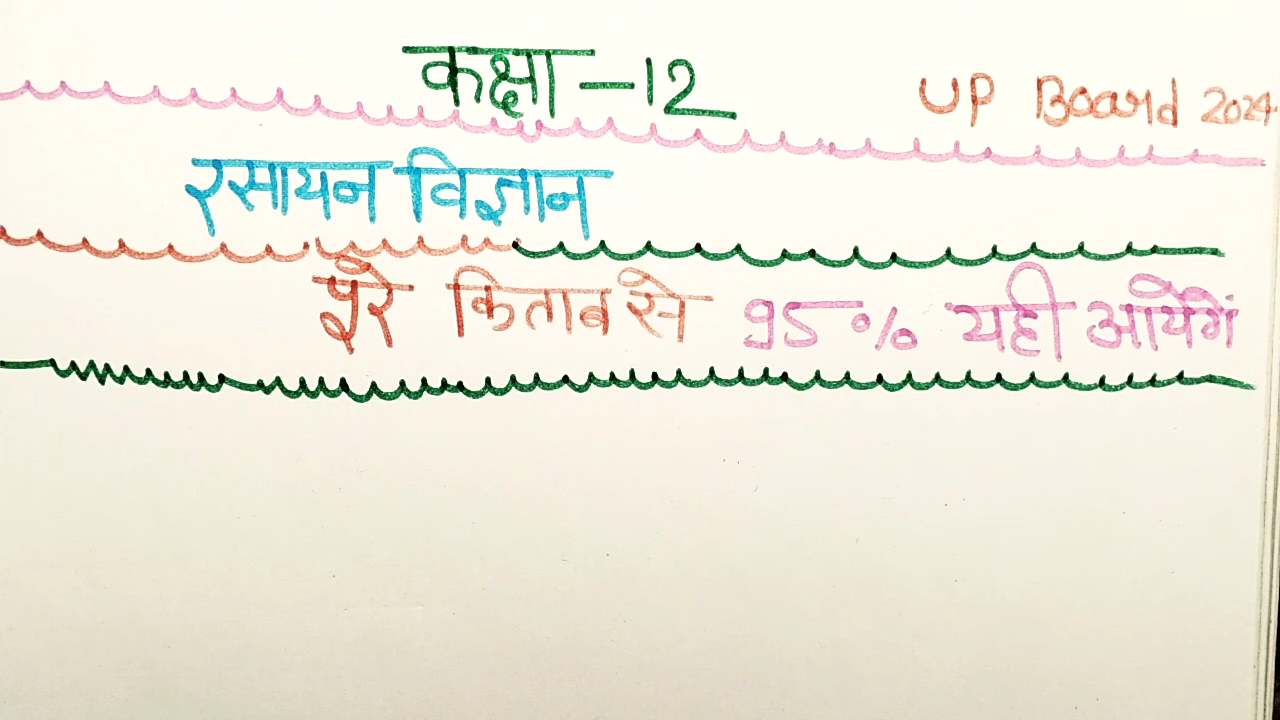 कक्षा -12
UP Board 2024
रसायन विज्ञान
पूरे किताब से 95% यही आयेगें